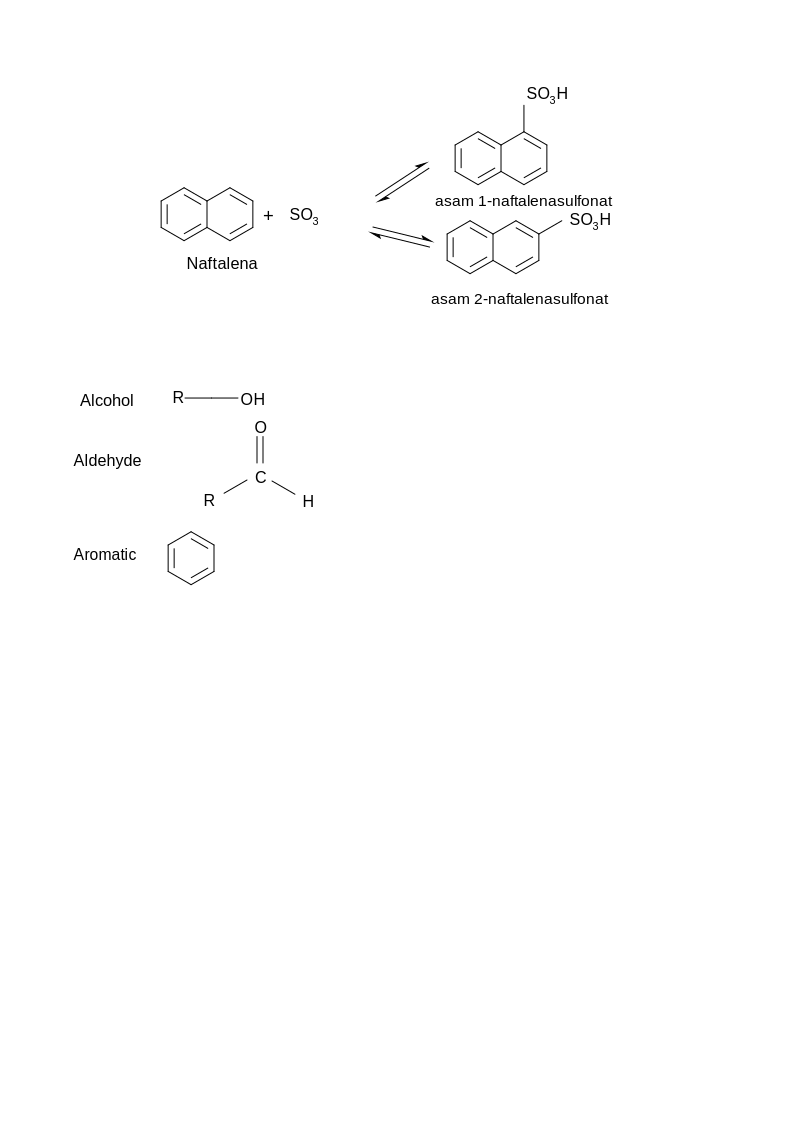 SO3H
asam 1-naftalenasulfonat
+ SO3
Naftalena
SO3H
asam 2-naftalenasulfonat
Alcohol R OH
O
Aldehyde C
R H
Aromatic